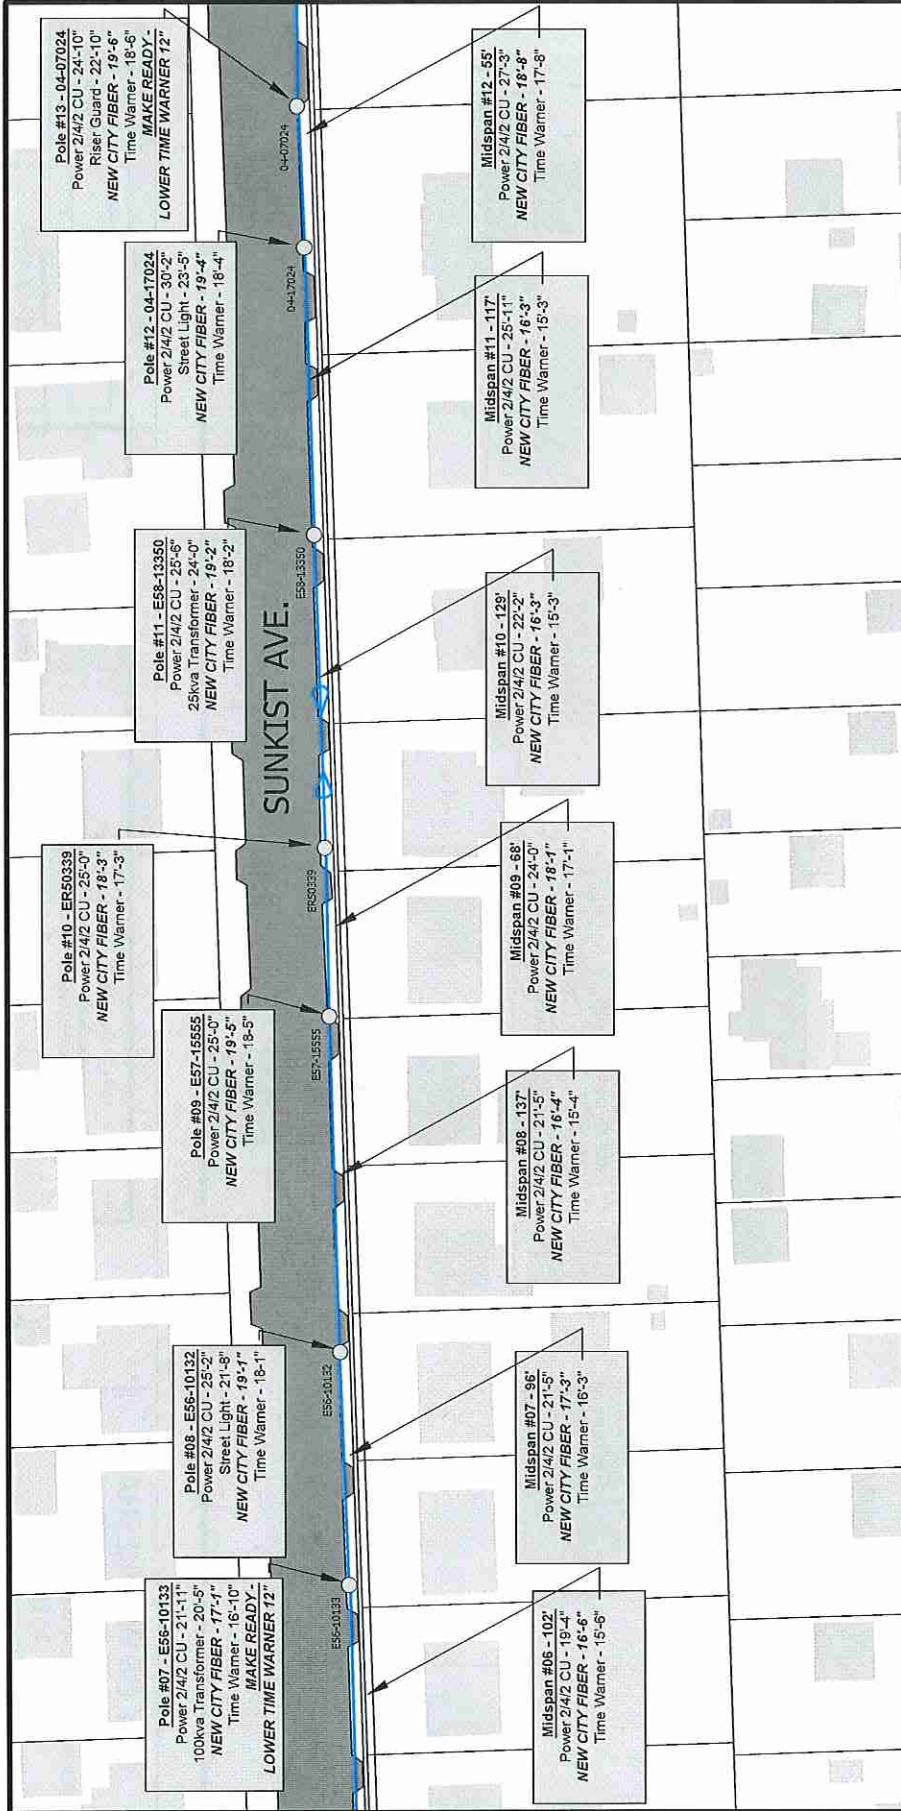 Pole #07 - E56-10133
Power 2/4/2 CU - 21'-11"
100kva Transformer - 20'-5"
NEW CITY FIBER - 17'-1"
Time Warner - 16'-10"
MAKE READY -
LOWER TIME WARNER 12"
Pole #08 - E56-10132
Power 2/4/2 CU - 25'-2"
Street Light - 21'-8"
NEW CITY FIBER - 19'-1"
Time Warner - 18'-1"
Pole #09 - E57-15555
Power 2/4/2 CU - 25'-0"
NEW CITY FIBER - 19'-5"
Time Warner - 18-5"
Pole #10 - ER50339
Power 2/4/2 CU - 25'-0"
NEW CITY FIBER - 18'-3"
Time Warner - 17'-3"
Pole #11 - E58-13350
Power 2/4/2 CU - 25'-6"
25kva Transformer - 24'-0"
NEW CITY FIBER - 19'-2"
Time Warner - 18'-2"
Pole #12 - 04-17024
Power 2/4/2 CU - 30'-2"
Street Light - 23'-5"
NEW CITY FIBER - 19'-4"
Time Warner - 18'-4"
Pole #13 - 04-07024
Power 2/4/2 CU - 24'-10"
Riser Guard - 22'-10"
NEW CITY FIBER - 19'-6"
Time Warner - 18'-6"
MAKE READY -
LOWER TIME WARNER 12"
SUNKIST AVE.
E56-10133
E56-10132
E57-15555
ER50339
E58-13350
04-17024
04-07024
Midspan #06 - 102'
Power 2/4/2 CU - 19'-4"
NEW CITY FIBER - 16'-6"
Time Warner - 15'-6"
Midspan #07 - 96'
Power 2/4/2 CU - 21'-5"
NEW CITY FIBER - 17'-3"
Time Warner - 16'-3"
Midspan #08 - 137'
Power 2/4/2 CU - 21'-5"
NEW CITY FIBER - 16'-4"
Time Warner - 15'-4"
Midspan #09 - 68'
Power 2/4/2 CU - 24'-0"
NEW CITY FIBER - 18'-1"
Time Warner - 17'-1"
Midspan #10 - 129'
Power 2/4/2 CU - 22'-2"
NEW CITY FIBER - 16'-3"
Time Warner - 15'-3"
Midspan #11 - 117'
Power 2/4/2 CU - 25'-11"
NEW CITY FIBER - 16'-3"
Time Warner - 15'-3"
Midspan #12 - 55'
Power 2/4/2 CU - 27'-3"
NEW CITY FIBER - 18'-8"
Time Warner - 17'-8"